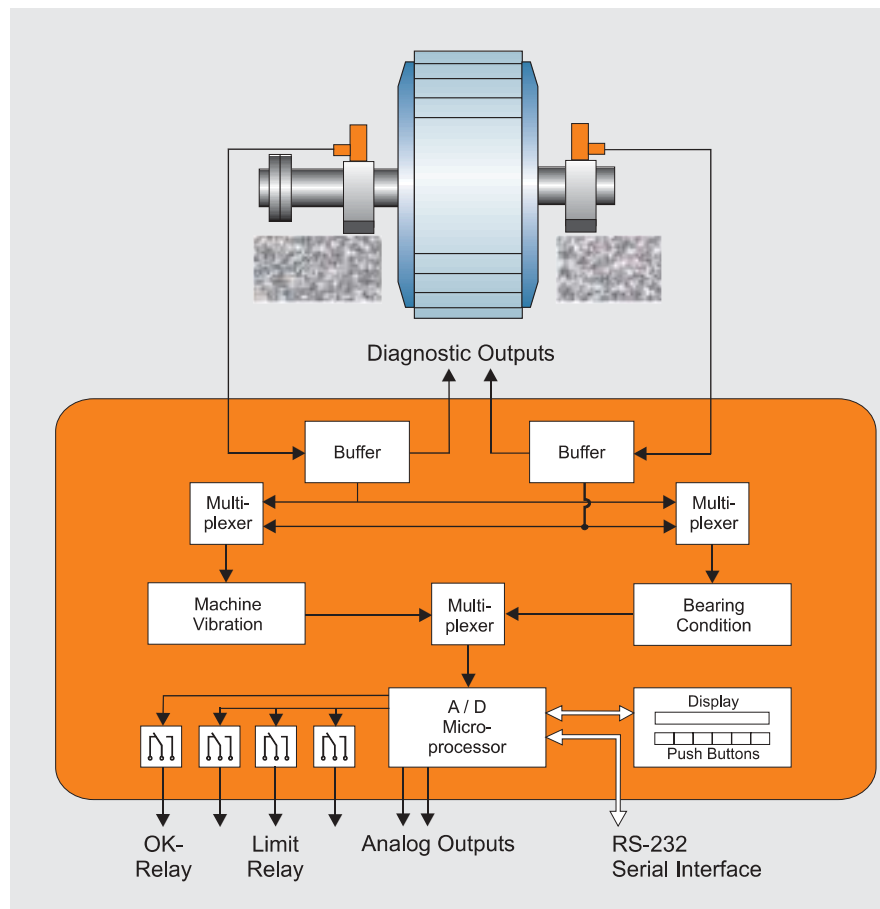 Diagnostic Outputs
Buffer
Buffer
Multi-
plexer
Multi-
plexer
Machine
Vibration
Multi-
plexer
Bearing
Condition
A / D
Micro-
processor
Display
Push Buttons
OK-
Relay
Limit
Relay
Analog Outputs
RS-232
Serial Interface